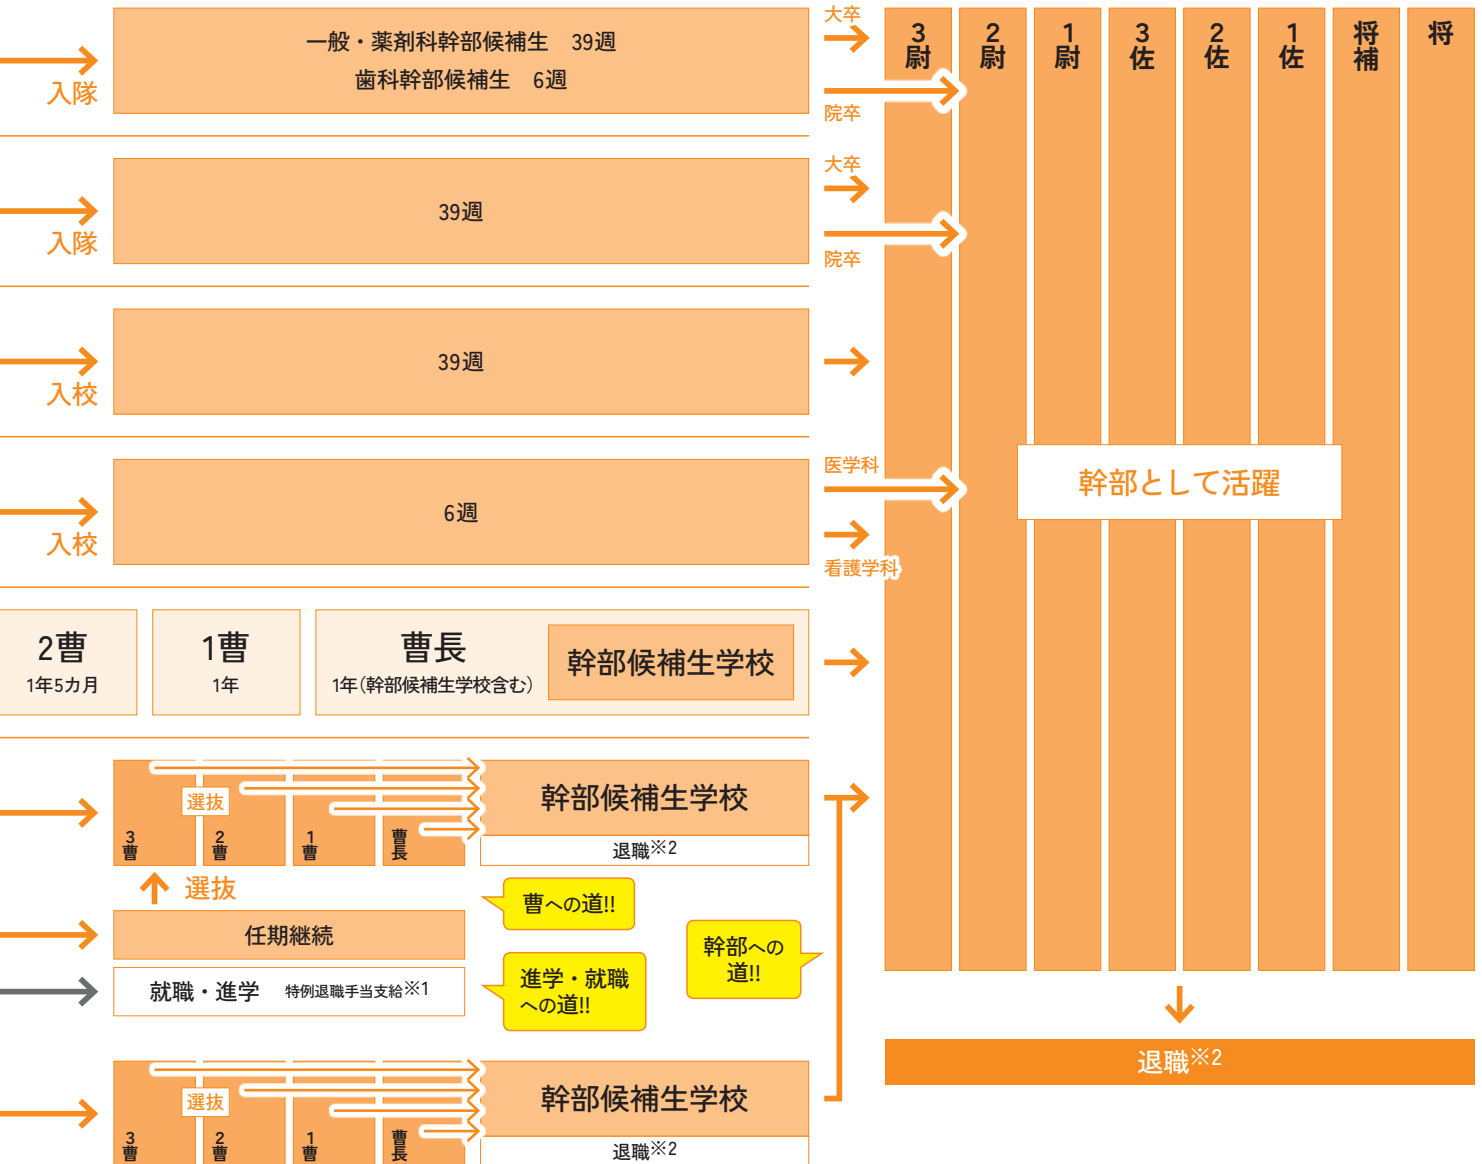 入隊
一般・薬剤科幹部候補生　39週
歯科幹部候補生　6週
大卒
院卒
3尉
2尉
1尉
3佐
2佐
1佐
将補
将
入隊
39週
大卒
院卒
入校
39週
入校
6週
医学科
看護学科
幹部として活躍
2曹
1年5カ月
1曹
1年
曹長
1年（幹部候補生学校含む）
幹部候補生学校
選抜
3曹
2曹
1曹
曹長
幹部候補生学校
退職※2
選抜
曹への道!!
任期継続
就職・進学　特例退職手当支給※1
進学・就職
への道!!
幹部への
道!!
退職※2
選抜
3曹
2曹
1曹
曹長
幹部候補生学校
退職※2